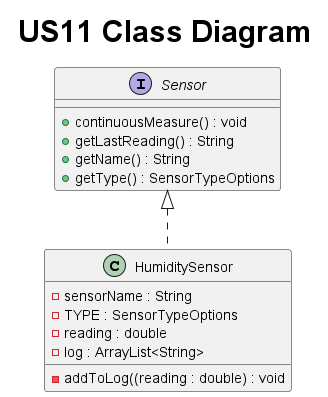 US11 Class Diagram
I Sensor
continuousMeasure() : void
getLastReading() : String
getName() : String
getType() : SensorTypeOptions
C HumiditySensor
sensorName : String
TYPE : SensorTypeOptions
reading : double
log : ArrayList<String>
addToLog((reading : double) : void